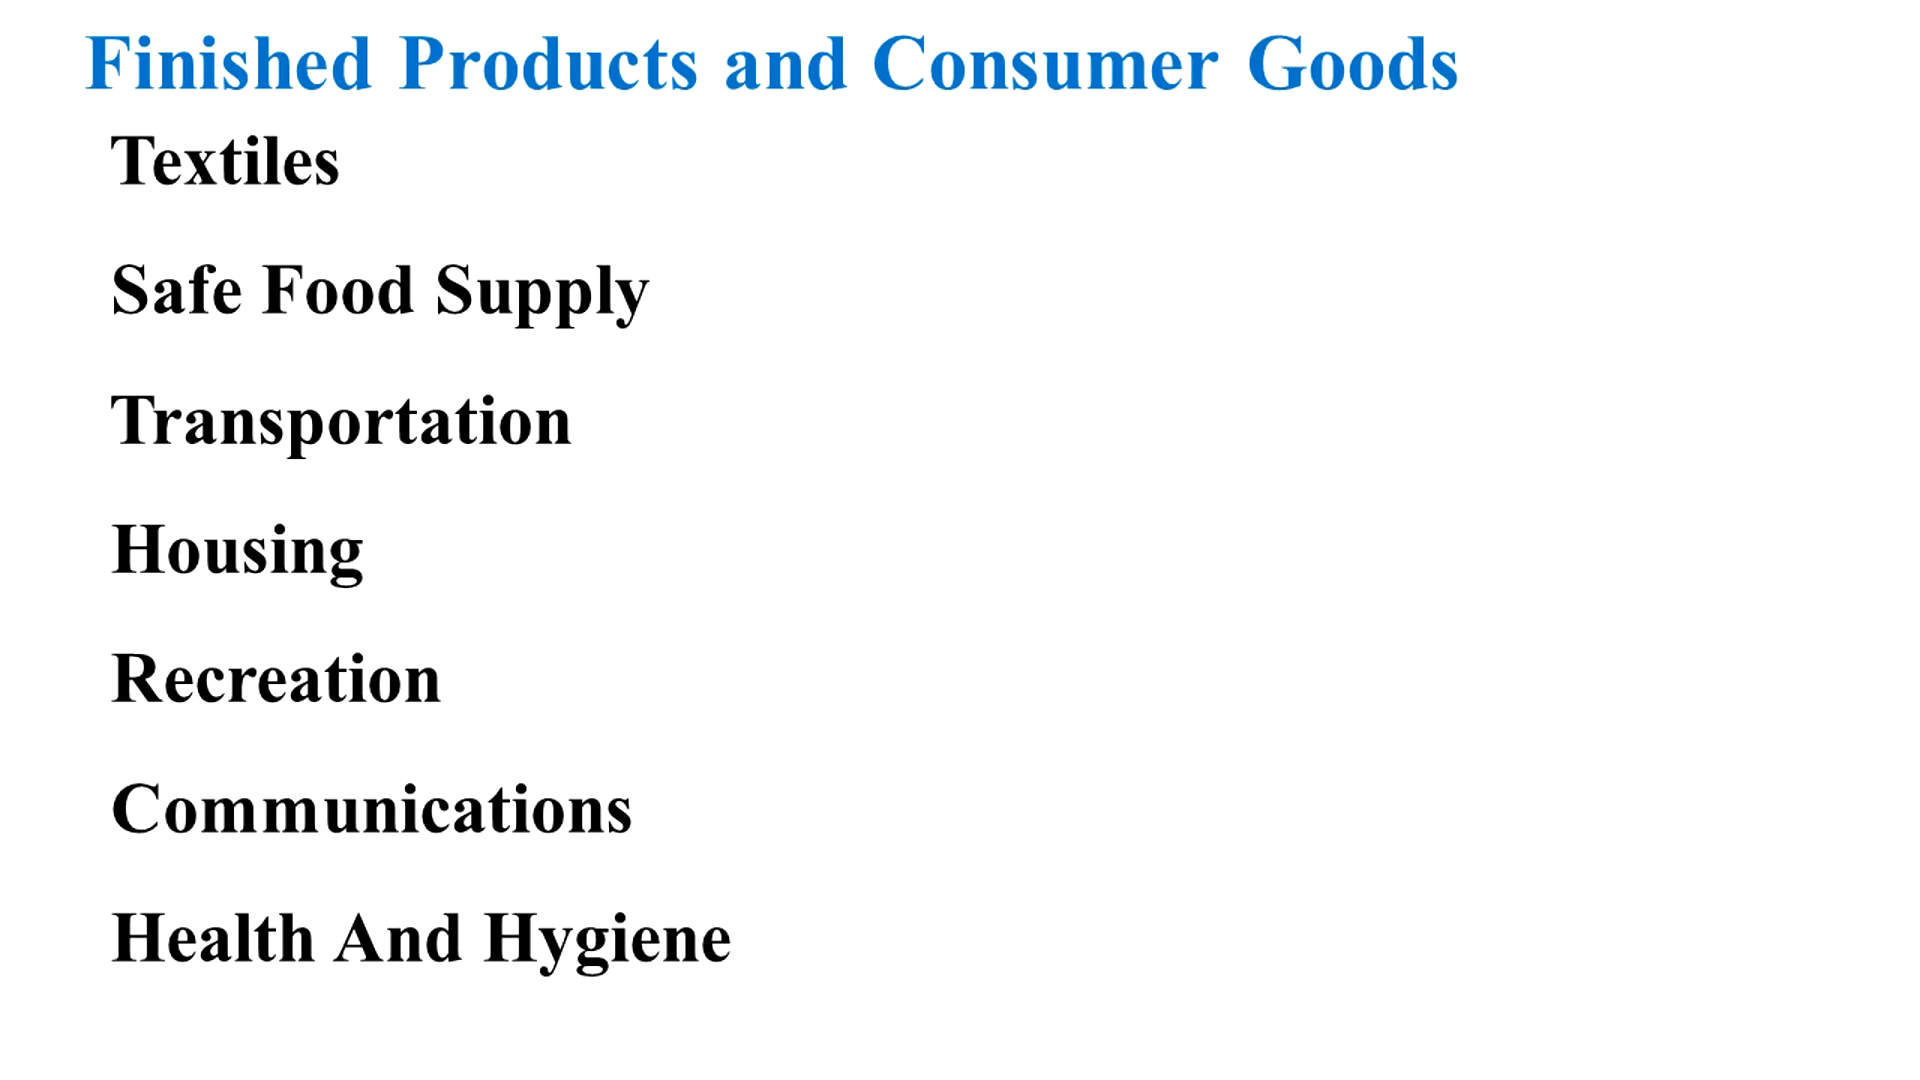 Finished Products and Consumer Goods
Textiles
Safe Food Supply
Transportation
Housing
Recreation
Communications
Health And Hygiene